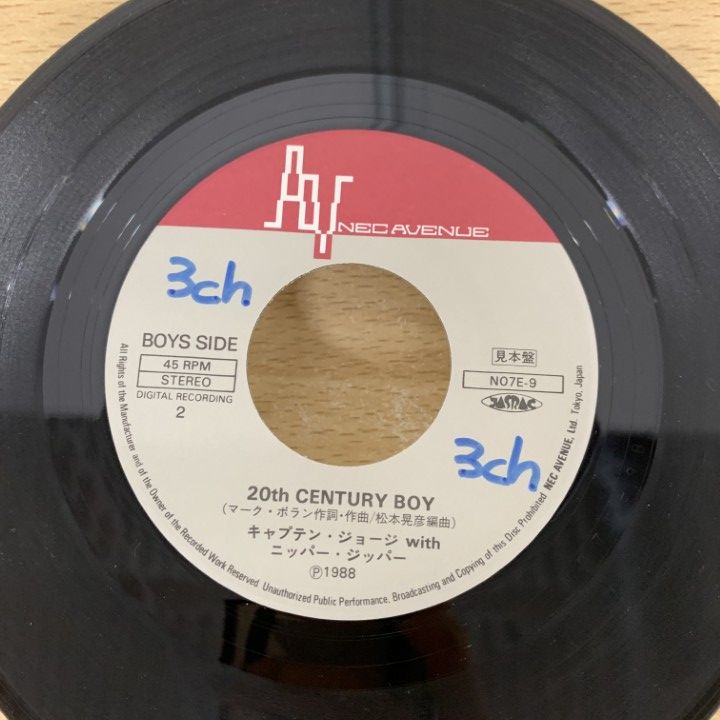 NEC AVENUE
3ch
BOYS SIDE
45 RPM
STEREO
DIGITAL RECORDING
2
見本盤
NO7E-9
JASRAC
3ch
20th CENTURY BOY
(マーク・ボラン作詞・作曲/松本晃彦編曲)
キャプテン・ジョージ with
ニッパー・ジッパー
Ⓟ1988
All Rights of the Manufacturer and of the Owner of the Recorded Work Reserved. Unauthorized Public Performance, Broadcasting and Copying of this Disc Prohibited NEC AVENUE, Ltd. Tokyo, Japan